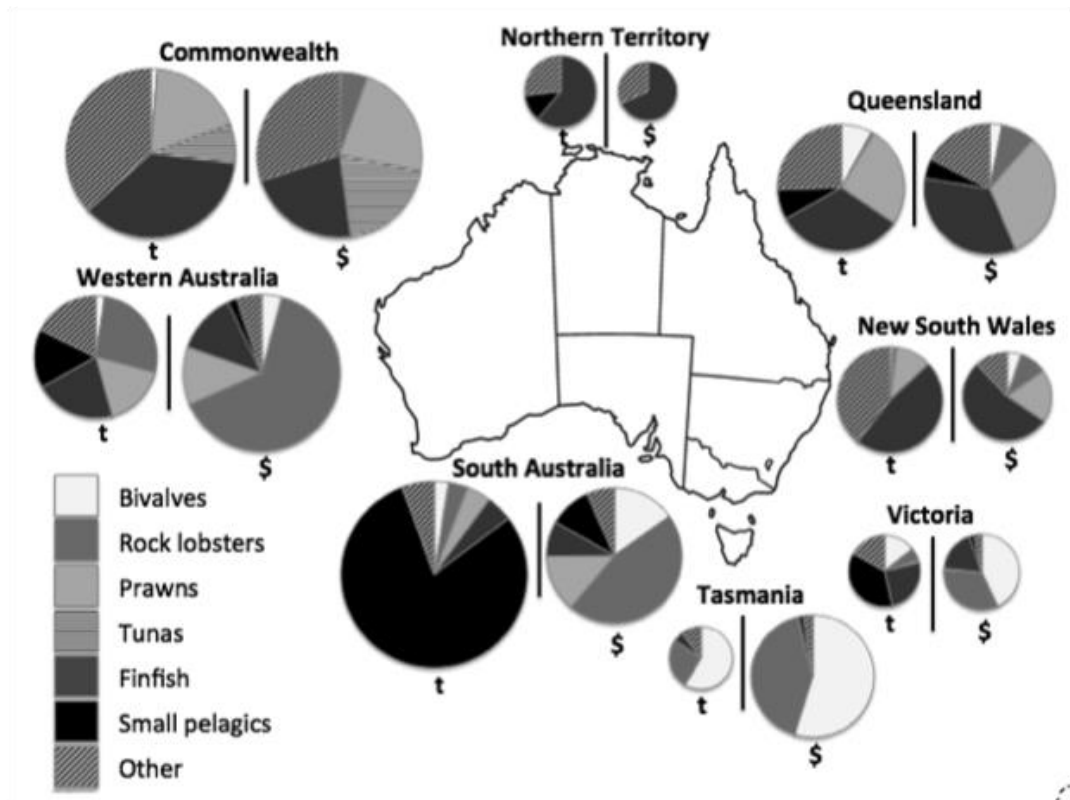 Northern Territory
t
$
Commonwealth
t
$
Queensland
t
$
Western Australia
t
$
New South Wales
t
$
South Australia
t
$
Victoria
t
$
Tasmania
t
$
Bivalves
Rock lobsters
Prawns
Tunas
Finfish
Small pelagics
Other